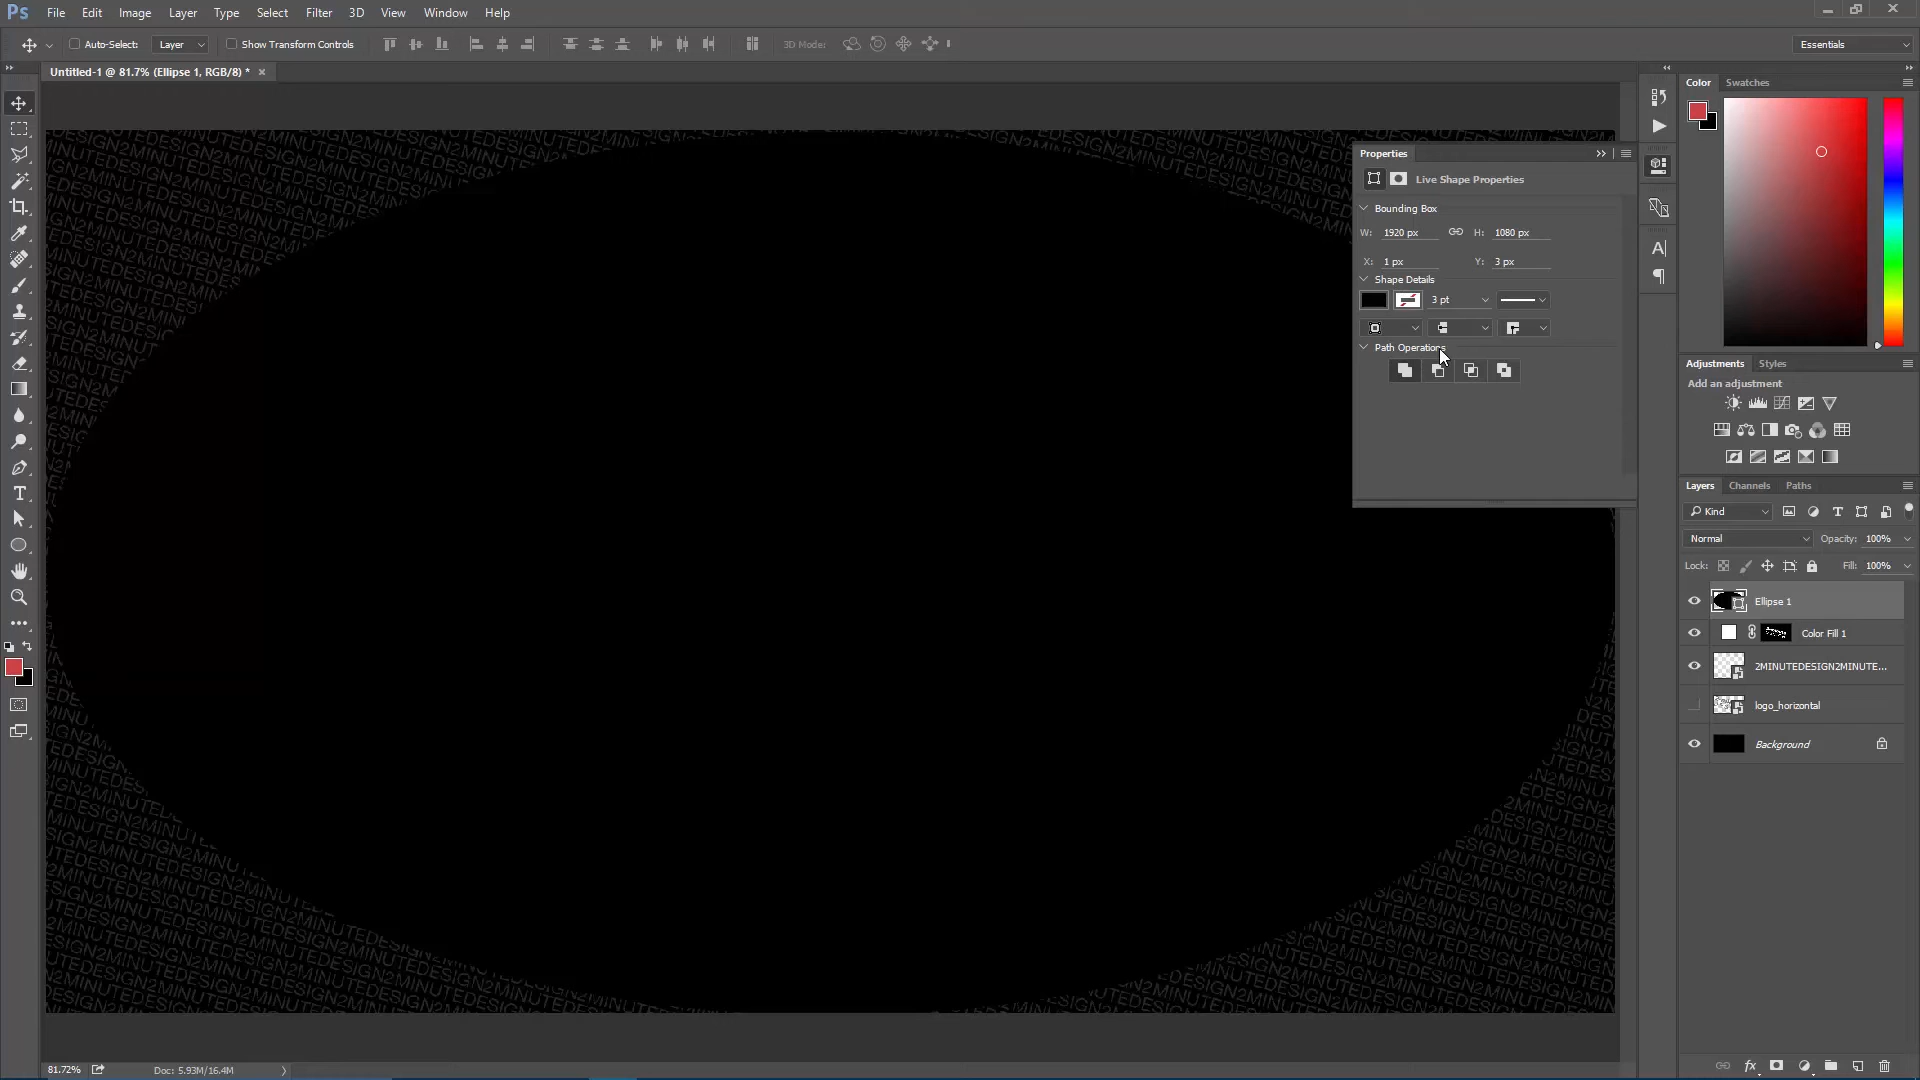 Ps File Edit Image Layer Type Select Filter 3D View Window Help
Auto-Select: Layer Show Transform Controls 3D Mode: Essentials
Untitled-1 @ 81.7% (Ellipse 1, RGB/8) *
Color Swatches
Properties
Live Shape Properties
Bounding Box
W: 1920 px H: 1080 px
X: 1 px Y: 3 px
Shape Details
3 pt
Path Operations
Adjustments Styles
Add an adjustment
Layers Channels Paths
Kind
Normal Opacity: 100%
Lock: Fill: 100%
Ellipse 1
Color Fill 1
2MINUTEDESIGN2MINUTE...
logo_horizontal
Background
81.72% Doc: 5.93M/16.4M